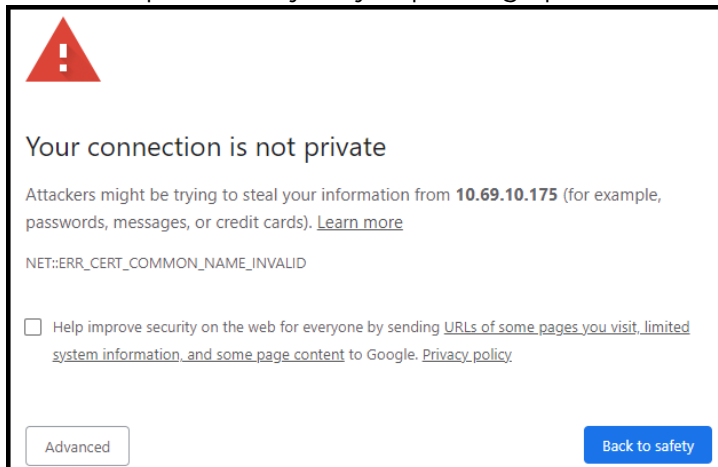 Your connection is not private
Attackers might be trying to steal your information from 10.69.10.175 (for example,
passwords, messages, or credit cards). Learn more
NET::ERR_CERT_COMMON_NAME_INVALID
Help improve security on the web for everyone by sending URLs of some pages you visit, limited
system information, and some page content to Google. Privacy policy
Advanced
Back to safety